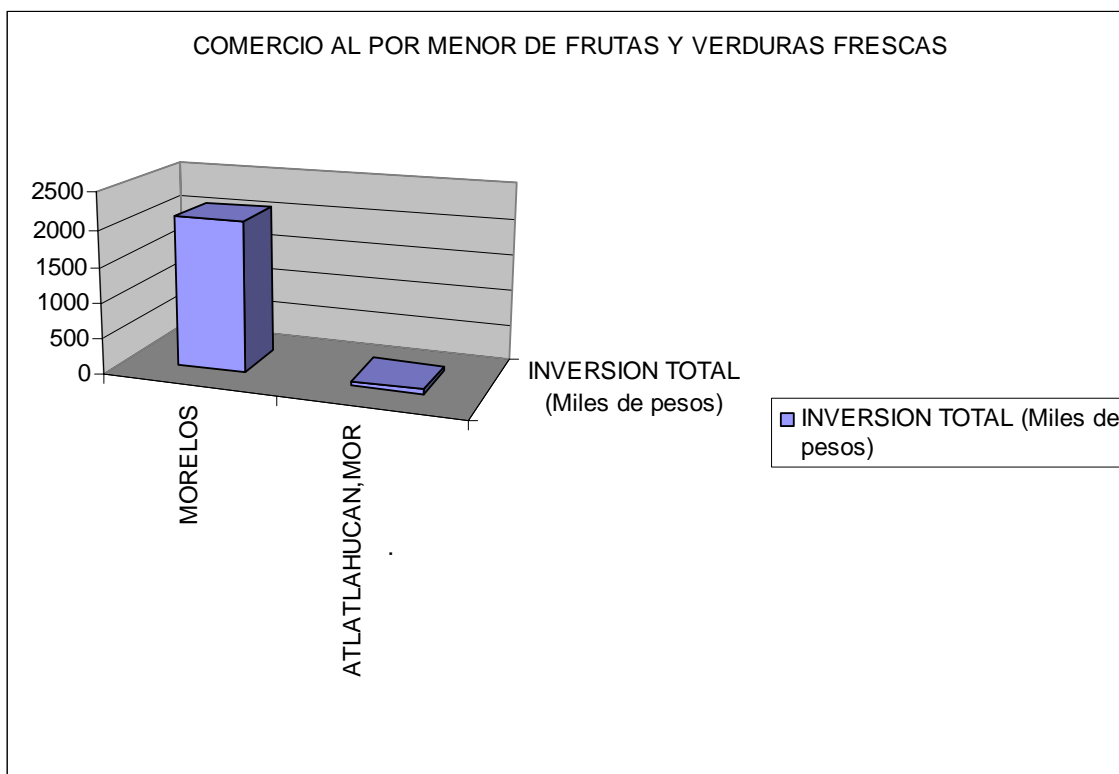 COMERCIO AL POR MENOR DE FRUTAS Y VERDURAS FRESCAS
2500
2000
1500
1000
500
0
MORELOS
ATLATLAHUCAN,MOR
.
INVERSION TOTAL
(Miles de pesos)
INVERSION TOTAL (Miles de
pesos)